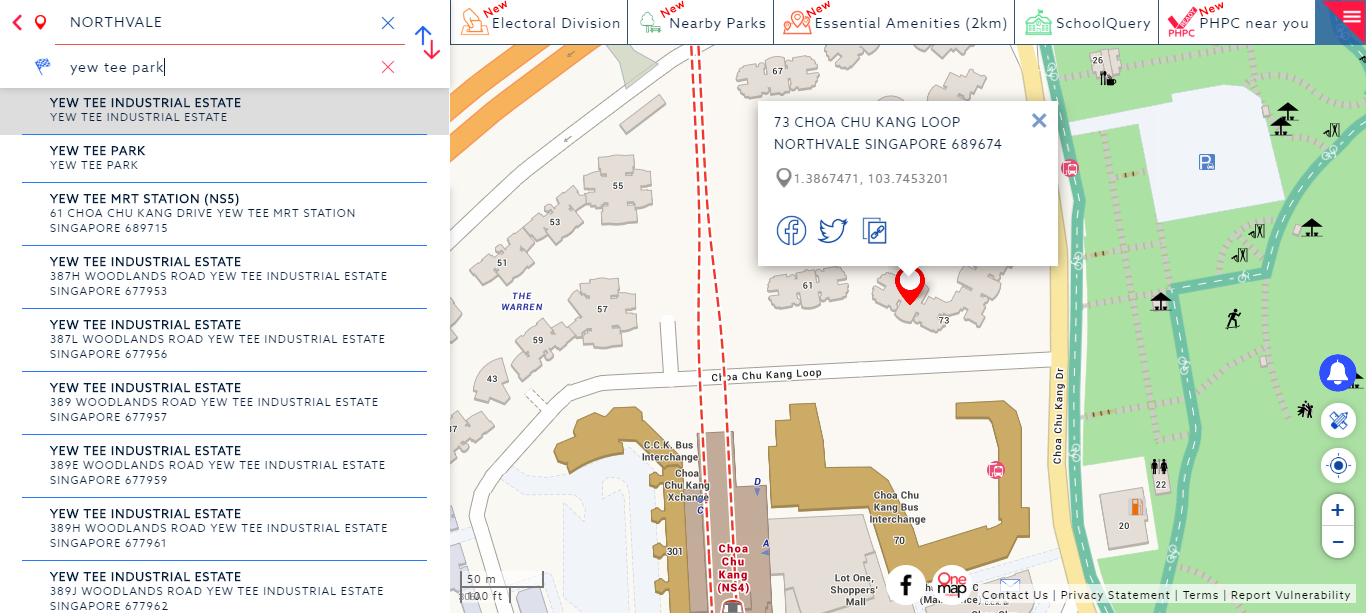 NORTHVALE
yew tee park
YEW TEE INDUSTRIAL ESTATE
YEW TEE INDUSTRIAL ESTATE
YEW TEE PARK
YEW TEE PARK
YEW TEE MRT STATION (NS5)
61 CHOA CHU KANG DRIVE YEW TEE MRT STATION
SINGAPORE 689715
YEW TEE INDUSTRIAL ESTATE
387H WOODLANDS ROAD YEW TEE INDUSTRIAL ESTATE
SINGAPORE 677953
YEW TEE INDUSTRIAL ESTATE
387L WOODLANDS ROAD YEW TEE INDUSTRIAL ESTATE
SINGAPORE 677956
YEW TEE INDUSTRIAL ESTATE
389 WOODLANDS ROAD YEW TEE INDUSTRIAL ESTATE
SINGAPORE 677957
YEW TEE INDUSTRIAL ESTATE
389E WOODLANDS ROAD YEW TEE INDUSTRIAL ESTATE
SINGAPORE 677959
YEW TEE INDUSTRIAL ESTATE
389H WOODLANDS ROAD YEW TEE INDUSTRIAL ESTATE
SINGAPORE 677961
YEW TEE INDUSTRIAL ESTATE
389J WOODLANDS ROAD YEW TEE INDUSTRIAL ESTATE
SINGAPORE 677962
New
Electoral Division
New
Nearby Parks
New
Essential Amenities (2km)
SchoolQuery
READY
PHPC
New
PHPC near you
26
67
73 CHOA CHU KANG LOOP
NORTHVALE SINGAPORE 689674
1.3867471, 103.7453201
55
53
51
THE
WARREN
57
59
61
73
43
37
Choa Chu Kang Loop
Choa Chu Kang Dr
C.C.K. Bus
Interchange
Choa
Chu Kang
Xchange
C
D
A
Choa Chu
Kang Bus
Interchange
70
301
Choa
Chu
Kang
(NS4)
Lot One,
Shoppers'
Mall
22
20
P
+
−
50 m
100 ft
f
One
map
Contact Us | Privacy Statement | Terms | Report Vulnerability